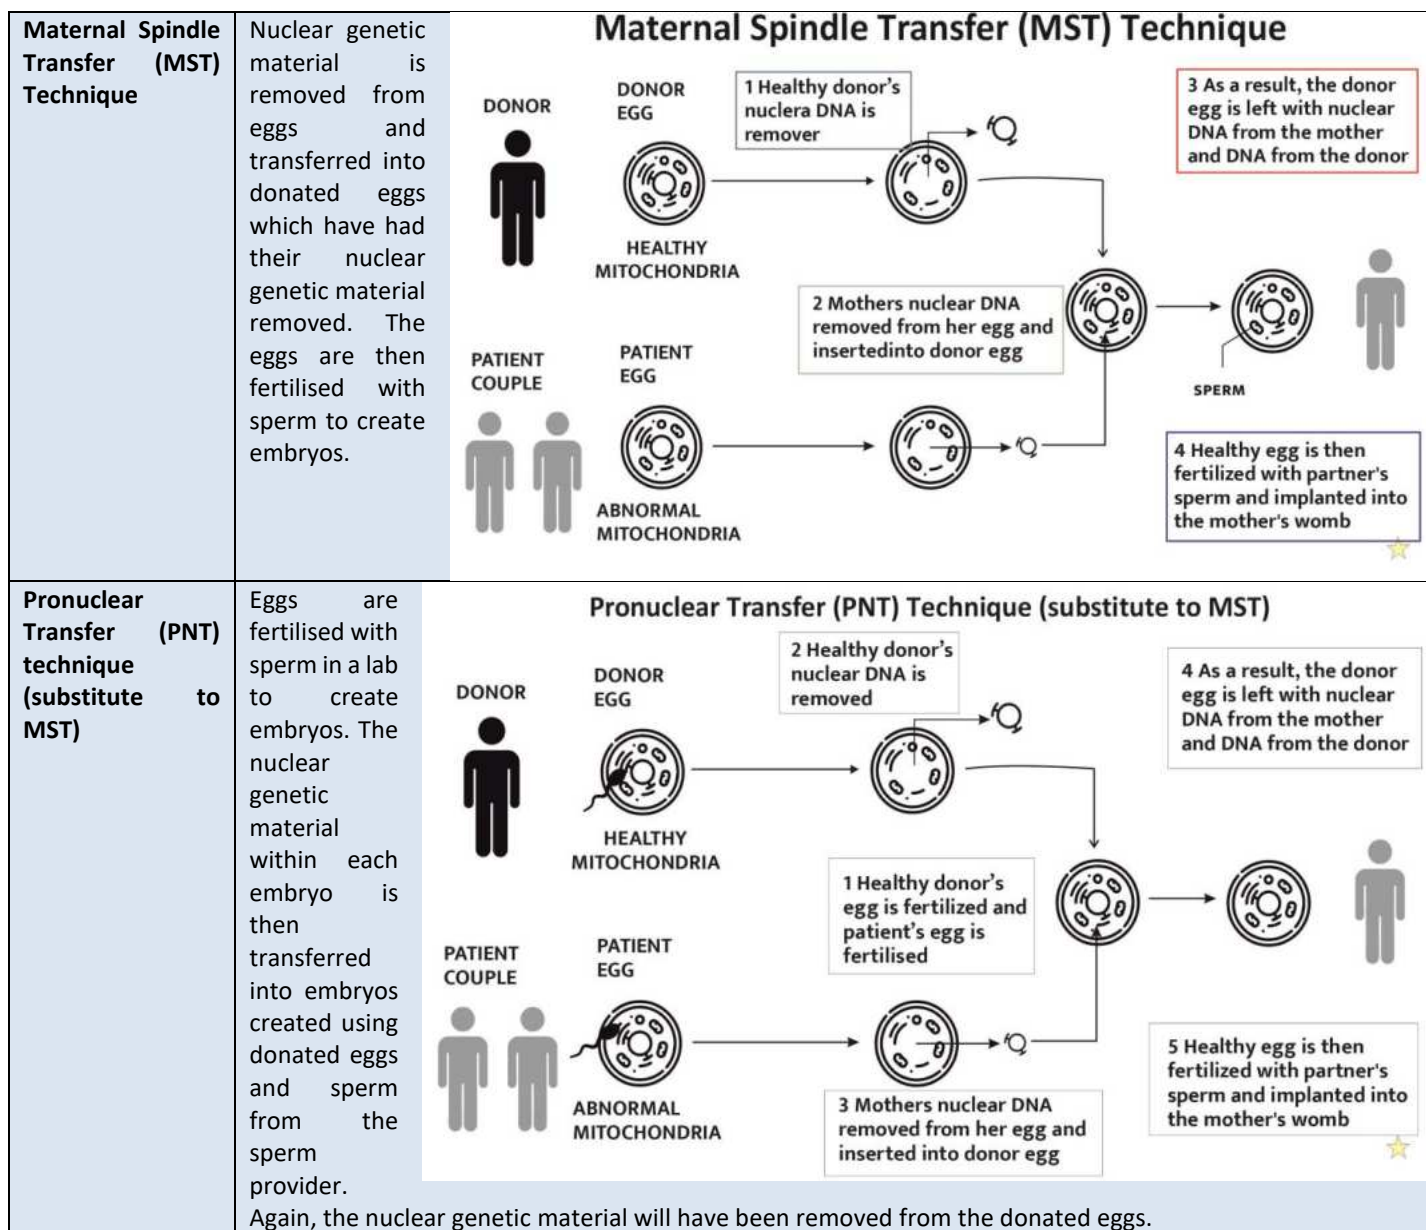 Maternal Spindle
Transfer (MST)
Technique
Nuclear genetic
material is
removed from
eggs and
transferred into
donated eggs
which have had
their nuclear
genetic material
removed. The
eggs are then
fertilised with
sperm to create
embryos.
Maternal Spindle Transfer (MST) Technique
DONOR
DONOR
EGG
HEALTHY
MITOCHONDRIA
1 Healthy donor's
nuclera DNA is
remover
3 As a result, the donor
egg is left with nuclear
DNA from the mother
and DNA from the donor
2 Mothers nuclear DNA
removed from her egg and
insertedinto donor egg
PATIENT
COUPLE
PATIENT
EGG
ABNORMAL
MITOCHONDRIA
SPERM
4 Healthy egg is then
fertilized with partner's
sperm and implanted into
the mother's womb
Pronuclear
Transfer (PNT)
technique
(substitute to
MST)
Eggs are
fertilised with
sperm in a lab
to create
embryos. The
nuclear
genetic
material
within each
embryo is
then
transferred
into embryos
created using
donated eggs
and sperm
from the
sperm
provider.
Again, the nuclear genetic material will have been removed from the donated eggs.
Pronuclear Transfer (PNT) Technique (substitute to MST)
DONOR
DONOR
EGG
HEALTHY
MITOCHONDRIA
2 Healthy donor's
nuclear DNA is
removed
4 As a result, the donor
egg is left with nuclear
DNA from the mother
and DNA from the donor
1 Healthy donor's
egg is fertilized and
patient's egg is
fertilised
PATIENT
COUPLE
PATIENT
EGG
ABNORMAL
MITOCHONDRIA
3 Mothers nuclear DNA
removed from her egg and
inserted into donor egg
5 Healthy egg is then
fertilized with partner's
sperm and implanted into
the mother's womb